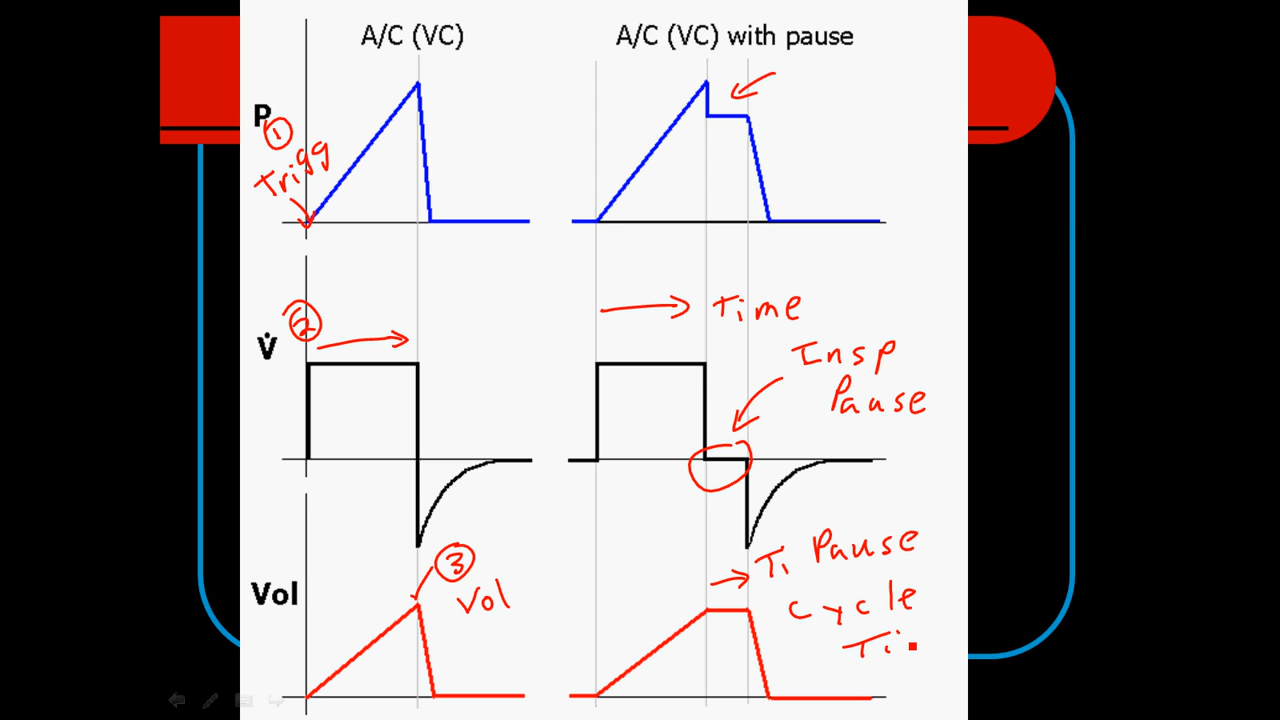 A/C (VC)
A/C (VC) with pause
P
1
Trigg
2
V̇
Time
Insp
Pause
3
Vol
Vol
Ti Pause
Cycle
Ti